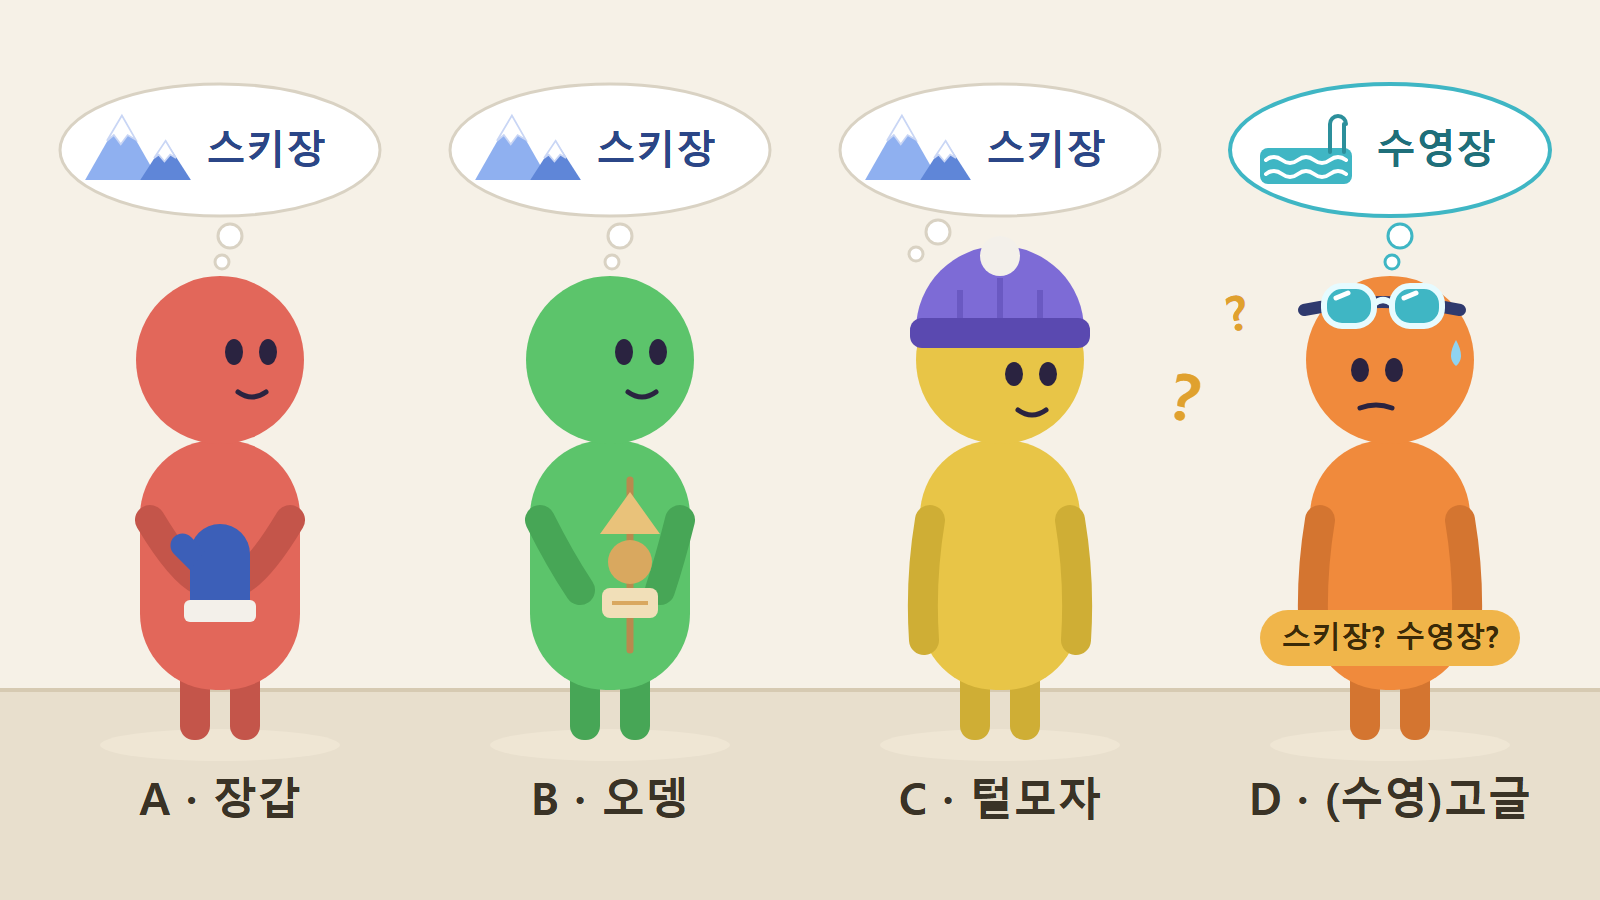 스키장
스키장
스키장
수영장
?
?
스키장? 수영장?
A · 장갑
B · 오뎅
C · 털모자
D · (수영)고글